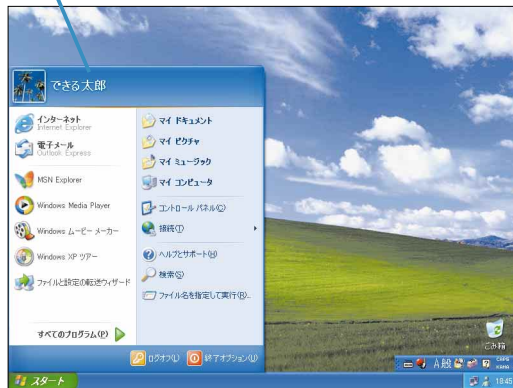 できる太郎
インターネット
Internet Explorer
電子メール
Outlook Express
MSN Explorer
Windows Media Player
Windows ムービー メーカー
Windows XP ツアー
ファイルと設定の転送ウィザード
すべてのプログラム(P)
マイ ドキュメント
マイ ピクチャ
マイ ミュージック
マイ コンピュータ
コントロール パネル(C)
接続(T)
ヘルプとサポート(H)
検索(S)
ファイル名を指定して実行(R)...
ログオフ(L)
終了オプション(U)
ごみ箱
A 般
CAPS
KANA
スタート
18:45